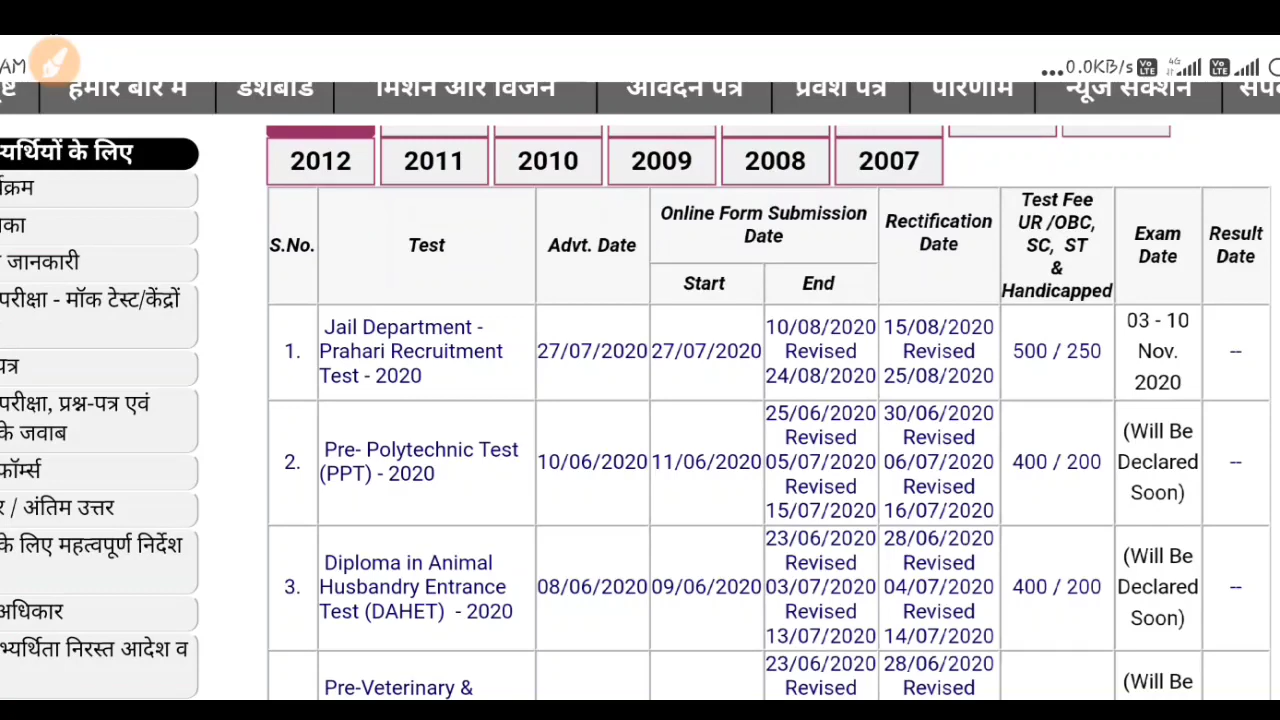 AM
...0.0KB/s Vo LTE 4G Vo LTE
हमारे बारे में डैशबोर्ड मिशन और विजन आवेदन पत्र प्रवेश पत्र परिणाम न्यूज सेक्शन
भ्यर्थियों के लिए
2012 2011 2010 2009 2008 2007
S.No. Test Advt. Date Online Form Submission Date Rectification Date Test Fee UR /OBC, SC, ST & Handicapped Exam Date Result Date
Start End
1. Jail Department - Prahari Recruitment Test - 2020 27/07/2020 27/07/2020 10/08/2020 Revised 24/08/2020 15/08/2020 Revised 25/08/2020 500 / 250 03 - 10 Nov. 2020 --
2. Pre- Polytechnic Test (PPT) - 2020 10/06/2020 11/06/2020 25/06/2020 Revised 05/07/2020 Revised 15/07/2020 30/06/2020 Revised 06/07/2020 Revised 16/07/2020 400 / 200 (Will Be Declared Soon) --
3. Diploma in Animal Husbandry Entrance Test (DAHET) - 2020 08/06/2020 09/06/2020 23/06/2020 Revised 03/07/2020 Revised 13/07/2020 28/06/2020 Revised 04/07/2020 Revised 14/07/2020 400 / 200 (Will Be Declared Soon) --
Pre-Veterinary & 23/06/2020 Revised 28/06/2020 Revised (Will Be
जानकारी
परीक्षा - मॉक टेस्ट/केंद्रों
पत्र
परीक्षा, प्रश्न-पत्र एवं
के जवाब
फॉर्म्स
/ अंतिम उत्तर
के लिए महत्वपूर्ण निर्देश
अधिकार
भ्यर्थिता निरस्त आदेश व